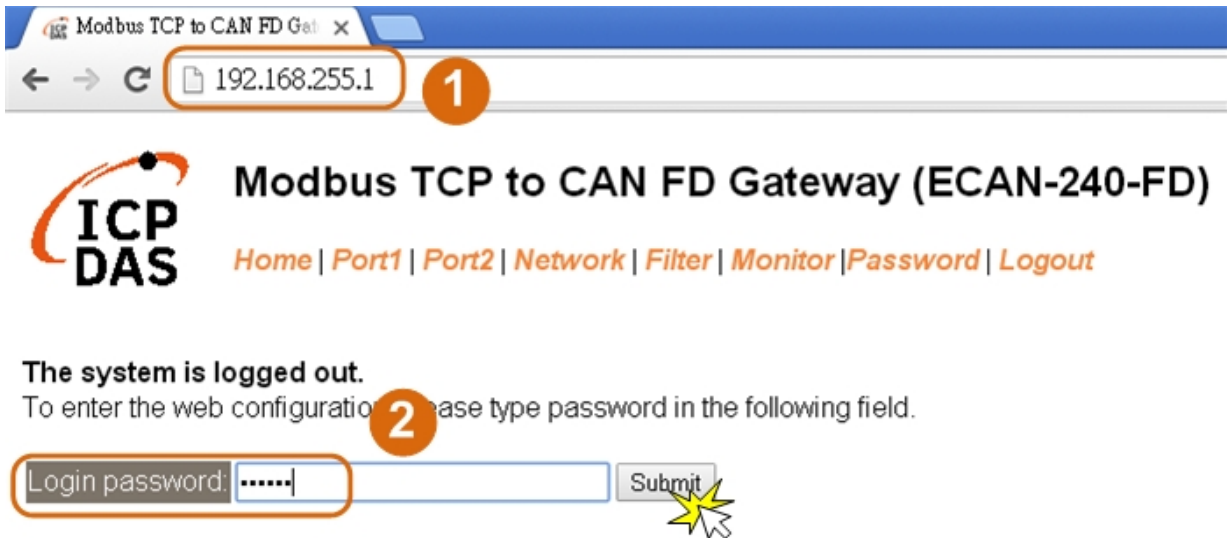 Modbus TCP to CAN FD Gat
192.168.255.1
1
ICP
DAS
Modbus TCP to CAN FD Gateway (ECAN-240-FD)
Home | Port1 | Port2 | Network | Filter | Monitor |Password | Logout
The system is logged out.
To enter the web configuration ease type password in the following field.
2
Login password: ••••••
Submit